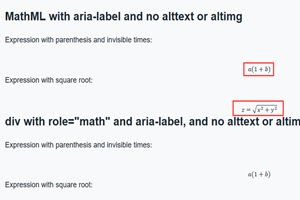 MathML with aria-label and no alttext or altimg
Expression with parenthesis and invisible times:
a(1 + b)
Expression with square root:
z = √x² + y²
div with role="math" and aria-label, and no alttext or altim
Expression with parenthesis and invisible times:
a(1 + b)
Expression with square root: